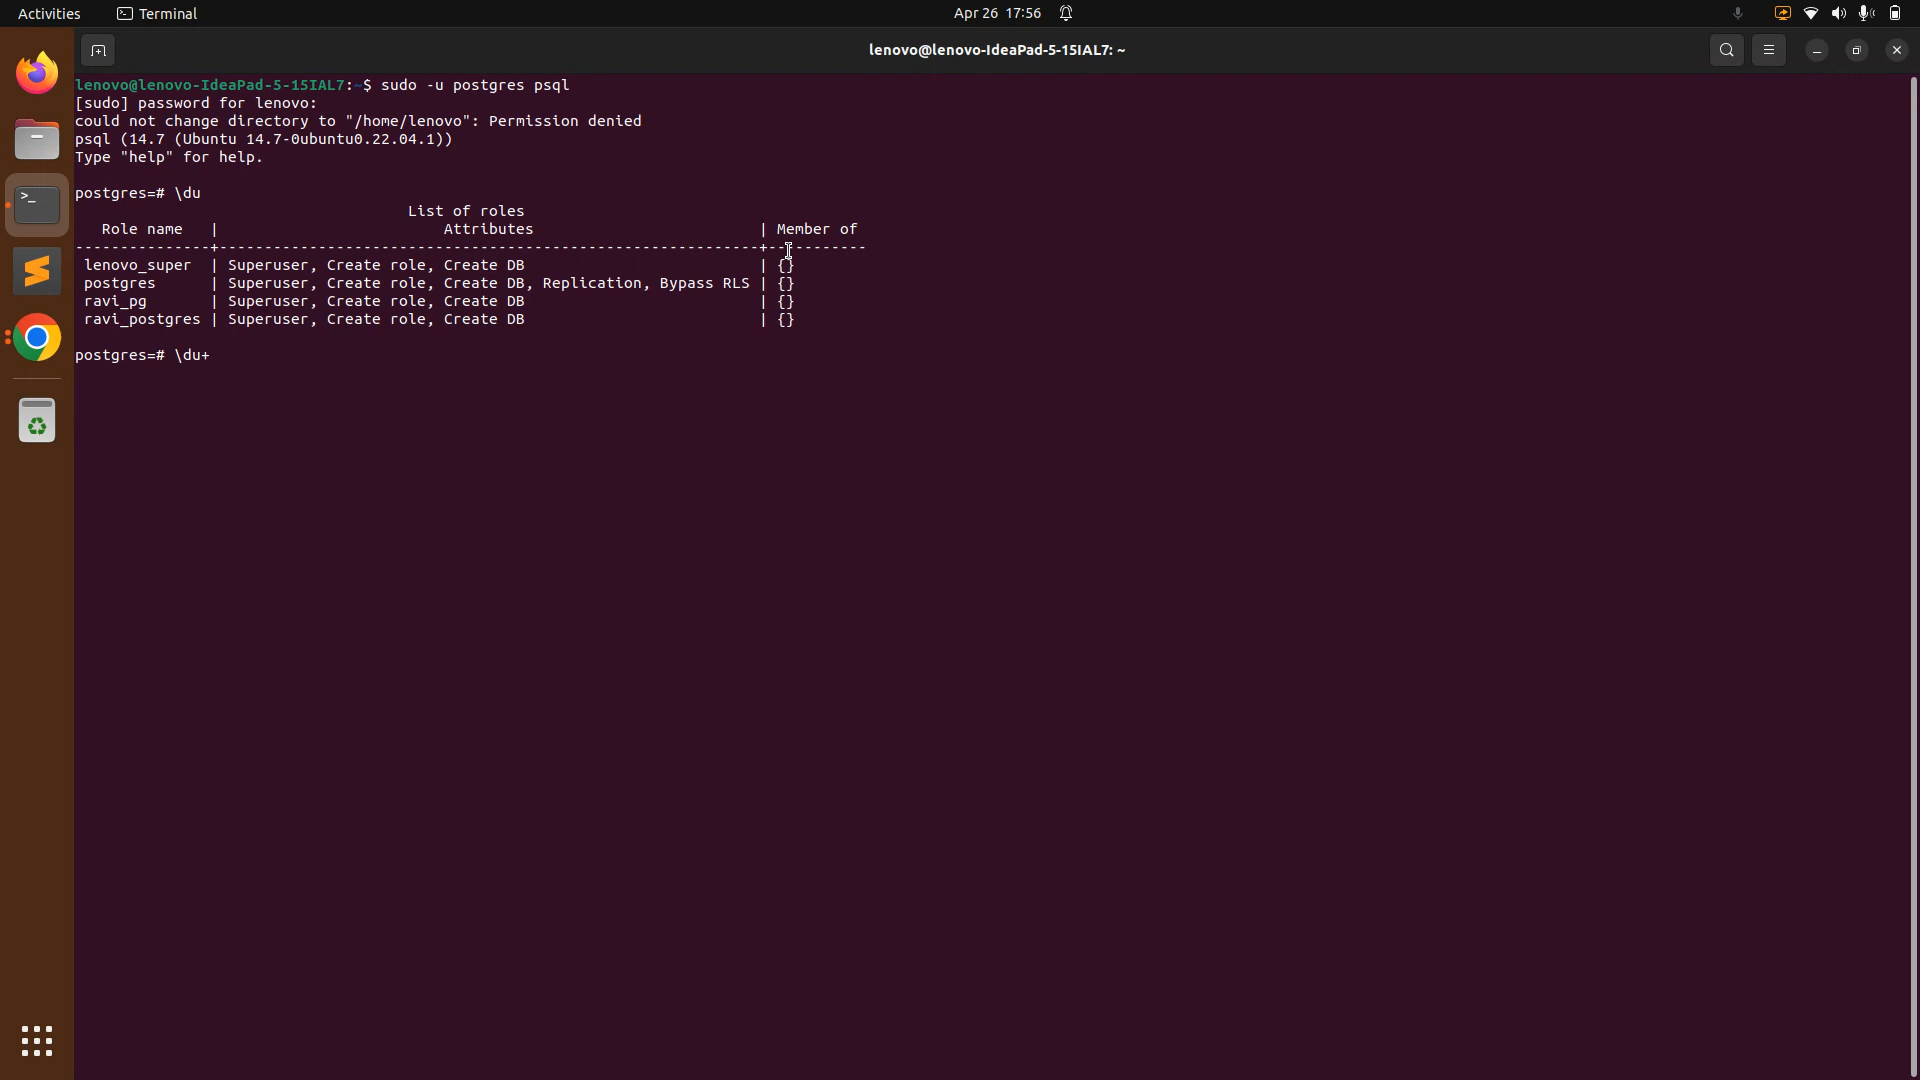 Activities Terminal Apr 26 17:56
lenovo@lenovo-IdeaPad-5-15IAL7: ~
lenovo@lenovo-IdeaPad-5-15IAL7:~$ sudo -u postgres psql
[sudo] password for lenovo:
could not change directory to "/home/lenovo": Permission denied
psql (14.7 (Ubuntu 14.7-0ubuntu0.22.04.1))
Type "help" for help.
postgres=# \du
List of roles
Role name | Attributes | Member of
---------------+------------------------------------------------------------+-----------
lenovo_super | Superuser, Create role, Create DB | {}
postgres | Superuser, Create role, Create DB, Replication, Bypass RLS | {}
ravi_pg | Superuser, Create role, Create DB | {}
ravi_postgres | Superuser, Create role, Create DB | {}
postgres=# \du+